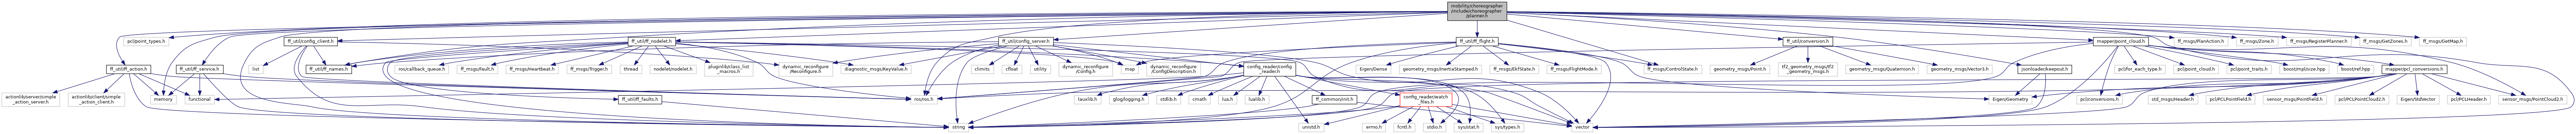 mobility/choreographer
/include/choreographer
/planner.h
pcl/point_types.h
ff_util/config_client.h
ff_util/ff_nodelet.h
ff_util/config_server.h
ff_util/ff_flight.h
ff_util/conversion.h
mapper/point_cloud.h
ff_msgs/PlanAction.h
ff_msgs/Zone.h
ff_msgs/RegisterPlanner.h
ff_msgs/GetZones.h
ff_msgs/GetMap.h
ff_util/ff_action.h
ff_util/ff_service.h
list
ff_util/ff_names.h
ros/callback_queue.h
ff_msgs/Fault.h
ff_msgs/Heartbeat.h
ff_msgs/Trigger.h
thread
nodelet/nodelet.h
pluginlib/class_list
_macros.h
dynamic_reconfigure
/Reconfigure.h
diagnostic_msgs/KeyValue.h
climits
cfloat
utility
dynamic_reconfigure
/Config.h
map
dynamic_reconfigure
/ConfigDescription.h
config_reader/config
_reader.h
Eigen/Dense
geometry_msgs/InertiaStamped.h
ff_msgs/EkfState.h
ff_msgs/FlightMode.h
ff_msgs/ControlState.h
geometry_msgs/Point.h
tf2_geometry_msgs/tf2
_geometry_msgs.h
geometry_msgs/Quaternion.h
geometry_msgs/Vector3.h
jsonloader/keepout.h
pcl/for_each_type.h
pcl/point_cloud.h
pcl/point_traits.h
boost/mpl/size.hpp
boost/ref.hpp
mapper/pcl_conversions.h
actionlib/server/simple
_action_server.h
actionlib/client/simple
_action_client.h
memory
functional
ff_util/ff_faults.h
ros/ros.h
lauxlib.h
glog/logging.h
stdlib.h
cmath
lua.h
lualib.h
ff_common/init.h
config_reader/watch
_files.h
Eigen/Geometry
pcl/conversions.h
std_msgs/Header.h
pcl/PCLPointField.h
sensor_msgs/PointField.h
pcl/PCLPointCloud2.h
Eigen/StdVector
pcl/PCLHeader.h
sensor_msgs/PointCloud2.h
string
unistd.h
errno.h
fcntl.h
stdio.h
sys/stat.h
sys/types.h
vector